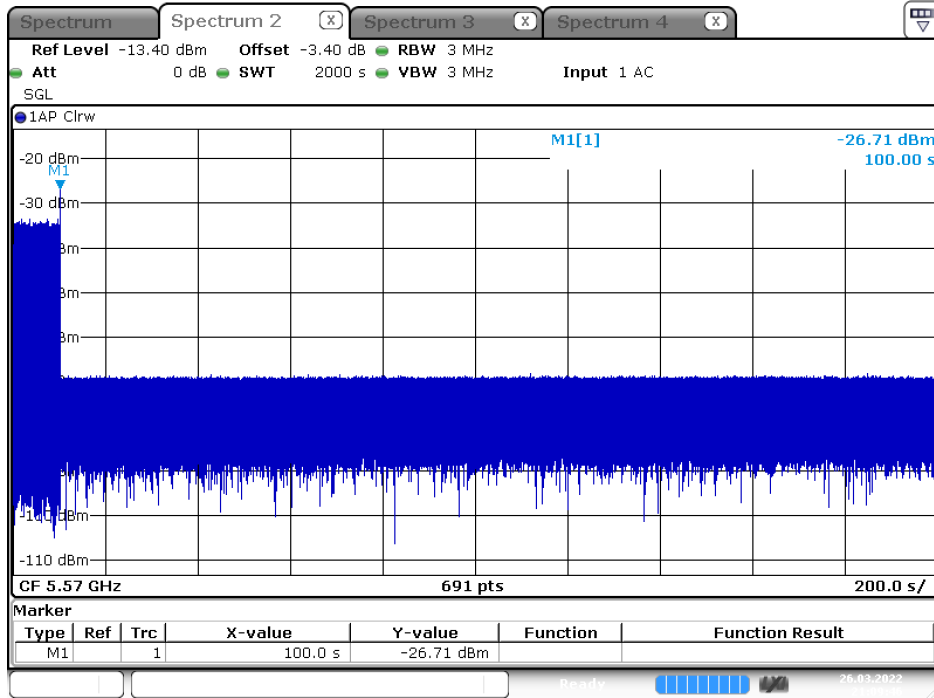 Spectrum Spectrum 2 X Spectrum 3 X Spectrum 4 X
Ref Level -13.40 dBm Offset -3.40 dB RBW 3 MHz
Att 0 dB SWT 2000 s VBW 3 MHz Input 1 AC
SGL
1AP Clrw
M1[1] -26.71 dBm
100.00 s
-20 dBm
M1
-30 dBm
-110 dBm
CF 5.57 GHz 691 pts 200.0 s/
Marker
Type Ref Trc X-value Y-value Function Function Result
M1 1 100.0 s -26.71 dBm
Ready 26.03.2022